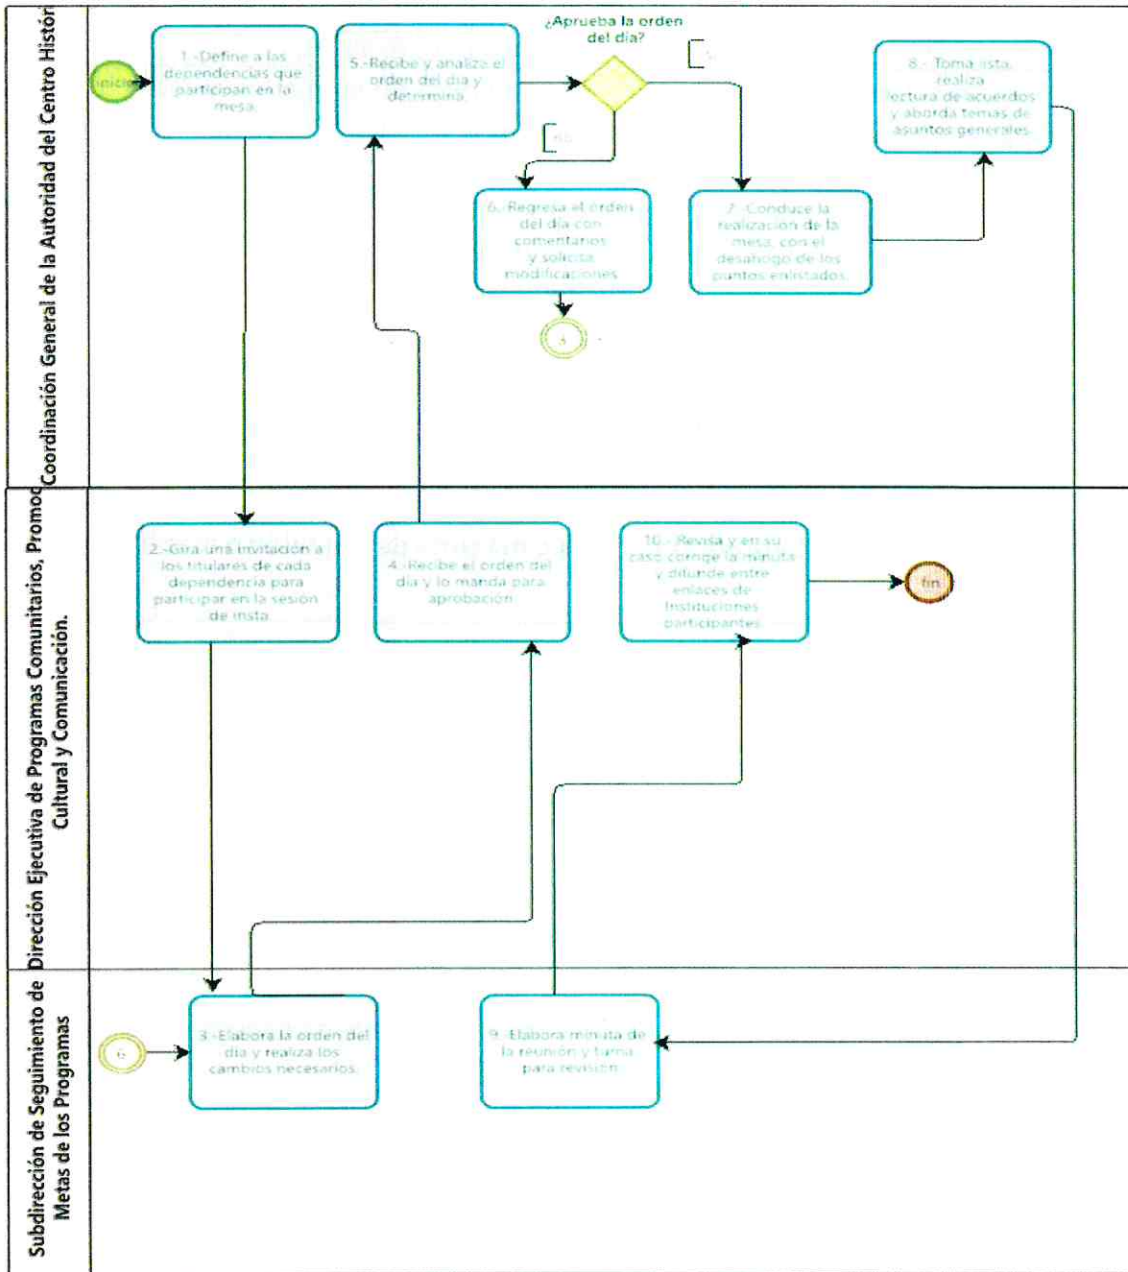 Coordinación General de la Autoridad del Centro Históri
inicio
1.-Define a las
dependencias que
participan en la
mesa.
5.-Recibe y analiza el
orden del día y
determina.
¿Aprueba la orden
del día?
no
6.-Regresa el orden
del día con
comentarios
y solicita
modificaciones
3
7.-Conduce la
realización de la
mesa, con el
desahogo de los
puntos enlistados.
8.- Toma lista,
realiza
lectura de acuerdos
y aborda temas de
asuntos generales.
Dirección Ejecutiva de Programas Comunitarios, Promoc
Cultural y Comunicación.
2.-Gira una invitación a
los titulares de cada
dependencia para
participar en la sesión
de insta
4.-Recibe el orden del
día y lo manda para
aprobación
10.- Revisa y en su
caso corrige la minuta
y difunde entre
enlaces de
Instituciones
participantes
fin
Subdirección de Seguimiento de
Metas de los Programas
6
3.-Elabora la orden del
día y realiza los
cambios necesarios.
9.-Elabora minuta de
la reunión y turna
para revisión